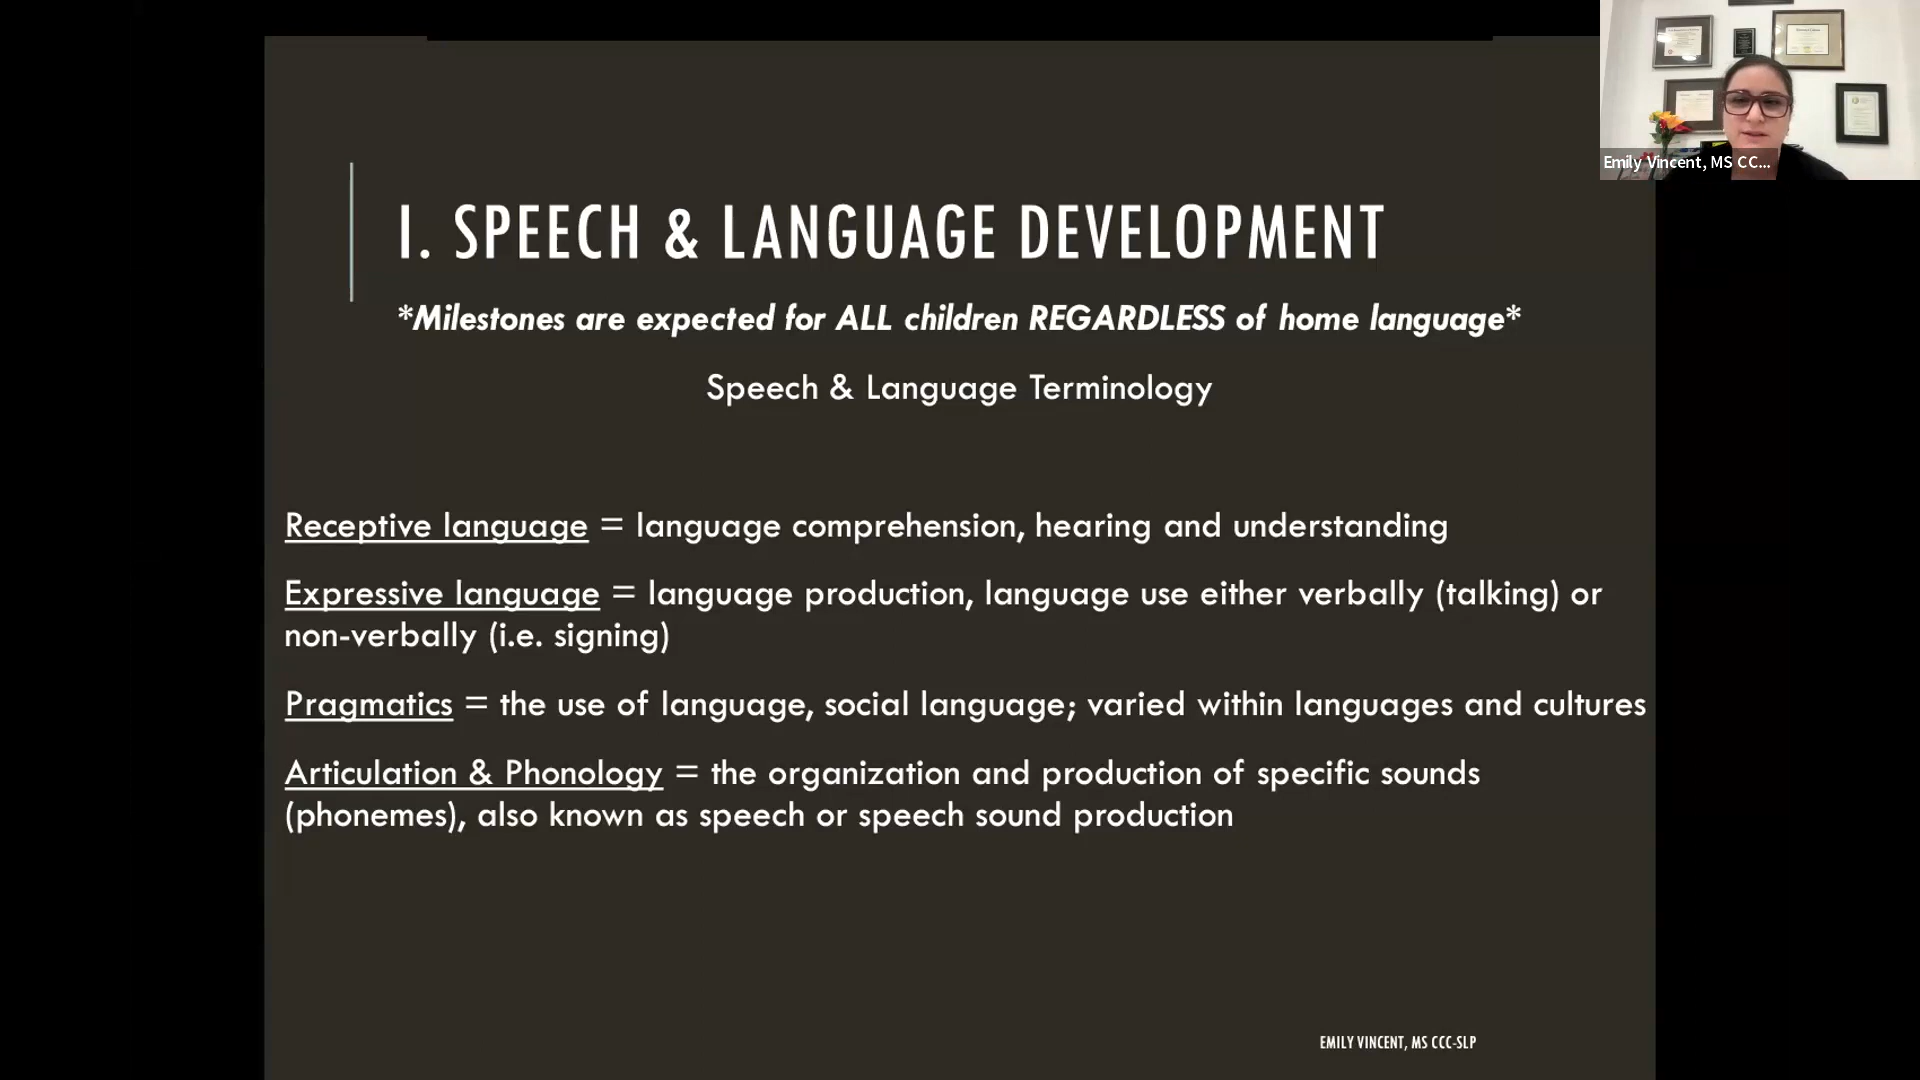 I. SPEECH & LANGUAGE DEVELOPMENT
*Milestones are expected for ALL children REGARDLESS of home language*
Speech & Language Terminology
Receptive language = language comprehension, hearing and understanding
Expressive language = language production, language use either verbally (talking) or
non-verbally (i.e. signing)
Pragmatics = the use of language, social language; varied within languages and cultures
Articulation & Phonology = the organization and production of specific sounds
(phonemes), also known as speech or speech sound production
EMILY VINCENT, MS CCC-SLP
Emily Vincent, MS CC...